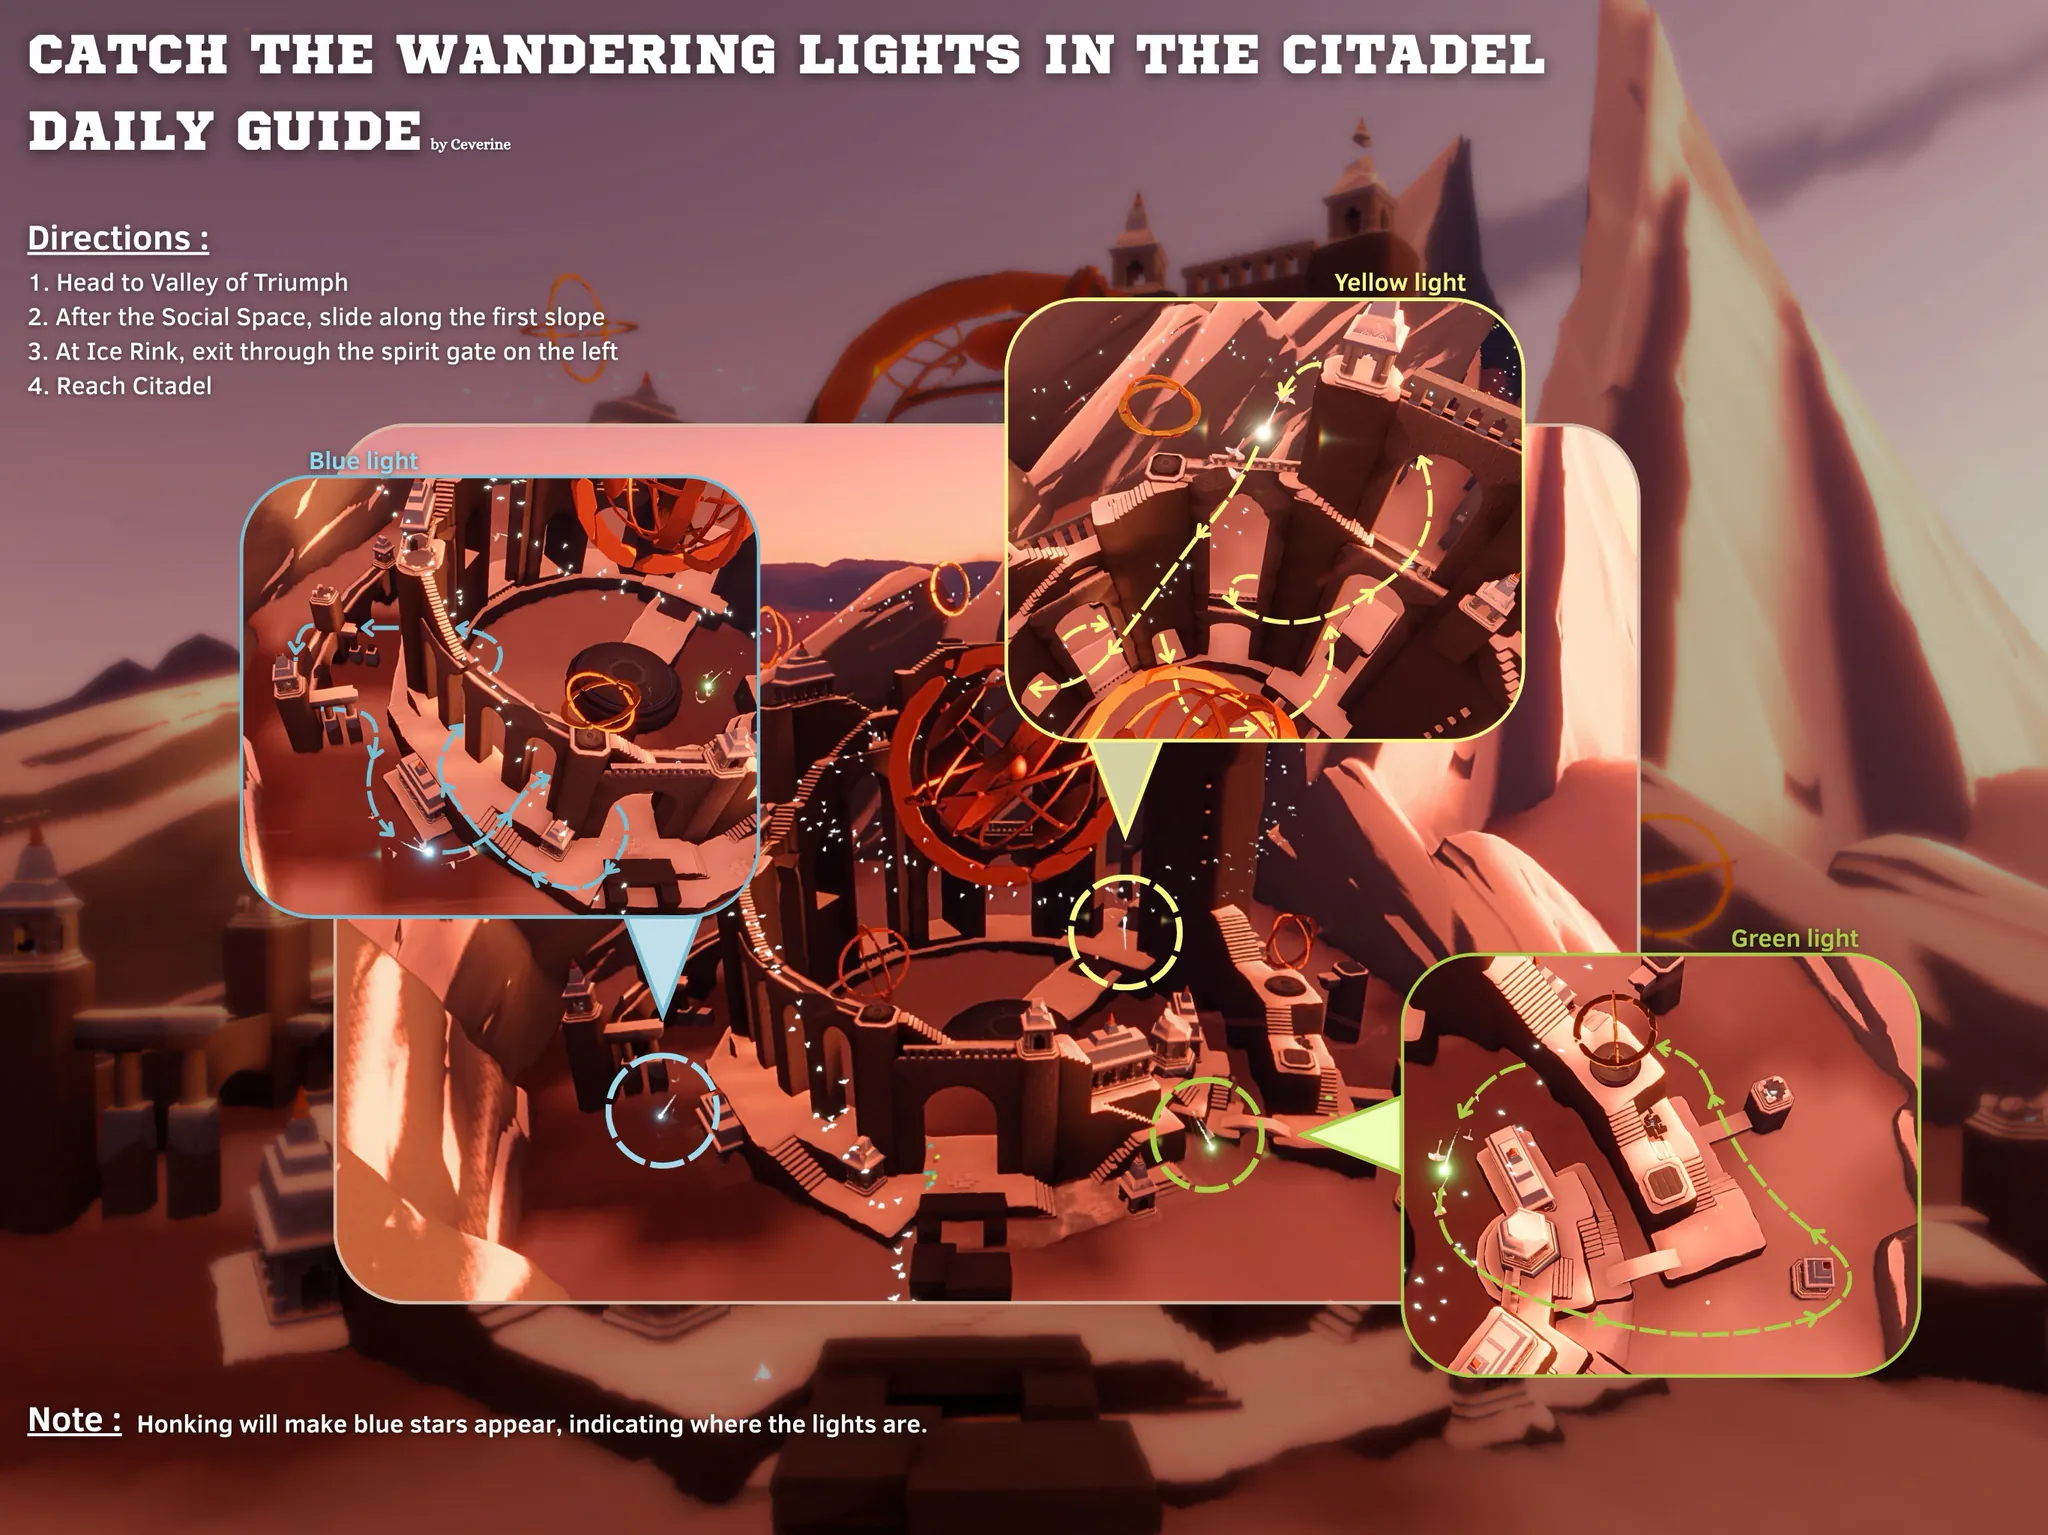 CATCH THE WANDERING LIGHTS IN THE CITADEL
DAILY GUIDE by Ceverine
Directions :
1. Head to Valley of Triumph
2. After the Social Space, slide along the first slope
3. At Ice Rink, exit through the spirit gate on the left
4. Reach Citadel
Yellow light
Blue light
Green light
Note : Honking will make blue stars appear, indicating where the lights are.